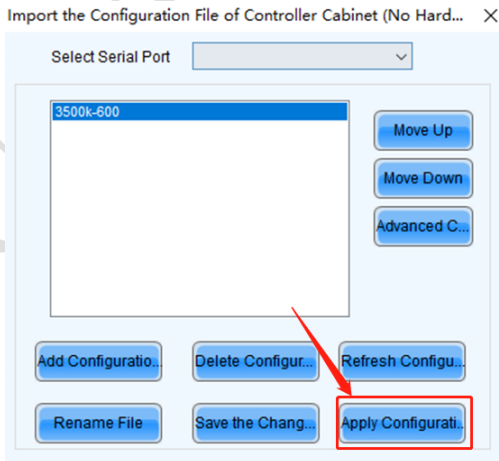 Import the Configuration File of Controller Cabinet (No Hard...
Select Serial Port
3500k-600
Move Up
Move Down
Advanced C...
Add Configuratio...
Delete Configur...
Refresh Configu...
Rename File
Save the Chang...
Apply Configurati...